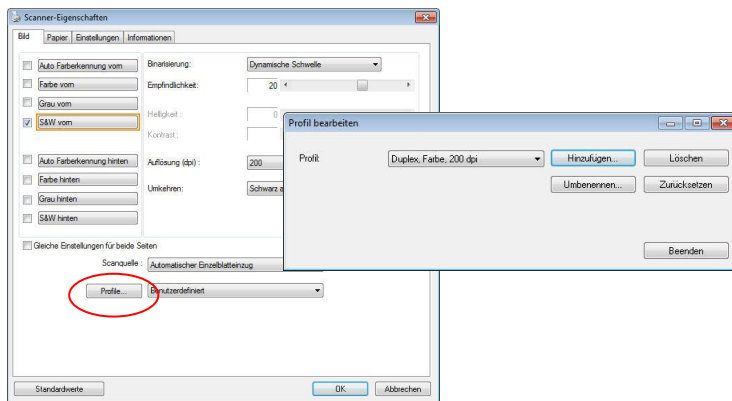 Scanner-Eigenschaften
Bild Papier Einstellungen Informationen
Auto Farberkennung vorn
Farbe vorn
Grau vorn
S&W vorn
Auto Farberkennung hinten
Farbe hinten
Grau hinten
S&W hinten
Binarisierung: Dynamische Schwelle
Empfindlichkeit: 20
Helligkeit: 0
Kontrast:
Auflösung (dpi) : 200
Umkehren: Schwarz a
Gleiche Einstellungen für beide Seiten
Scanquelle : Automatischer Einzelblatteinzug
Profile... Benutzerdefiniert
Standardwerte OK Abbrechen
Profil bearbeiten
Profil: Duplex, Farbe, 200 dpi Hinzufügen... Löschen
Umbenennen... Zurücksetzen
Beenden